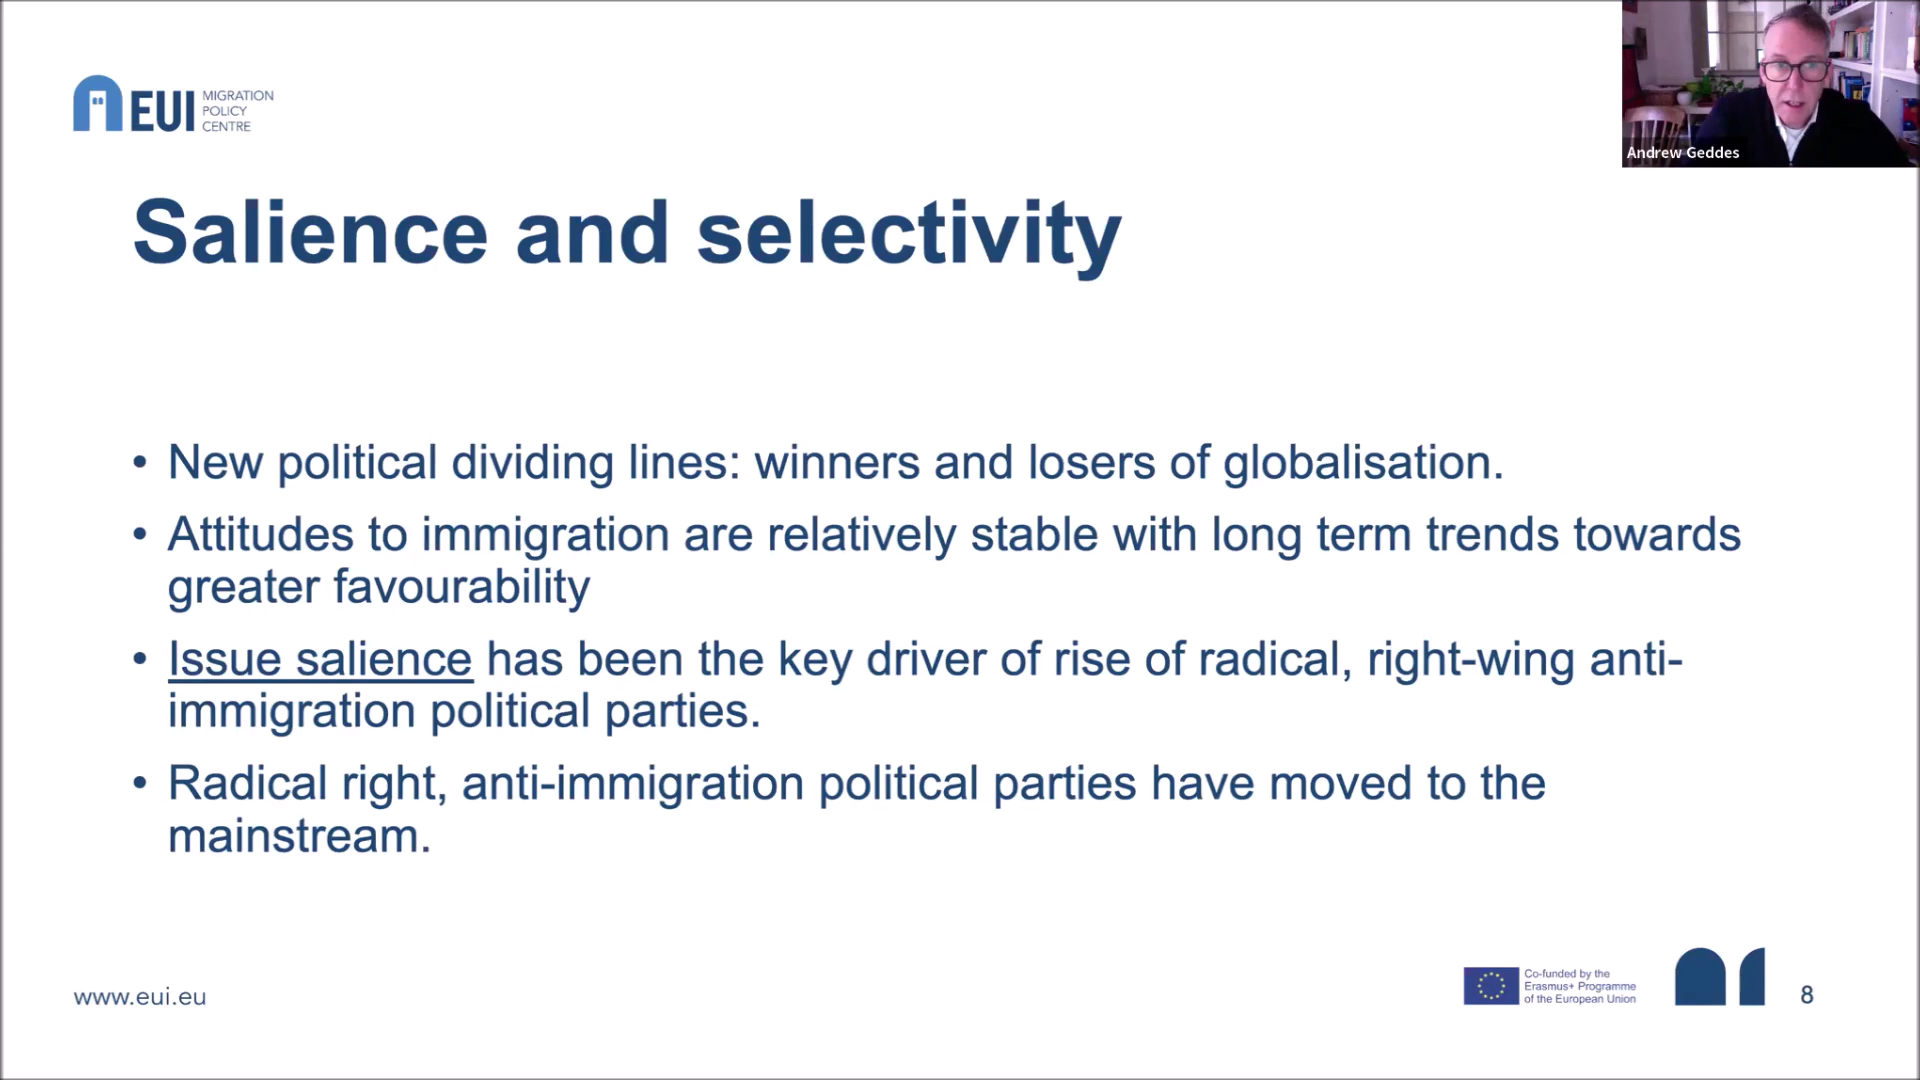 EUI MIGRATION
POLICY
CENTRE
Andrew Geddes
Salience and selectivity
• New political dividing lines: winners and losers of globalisation.
• Attitudes to immigration are relatively stable with long term trends towards
greater favourability
• Issue salience has been the key driver of rise of radical, right-wing anti-
immigration political parties.
• Radical right, anti-immigration political parties have moved to the
mainstream.
www.eui.eu
Co-funded by the
Erasmus+ Programme
of the European Union
8